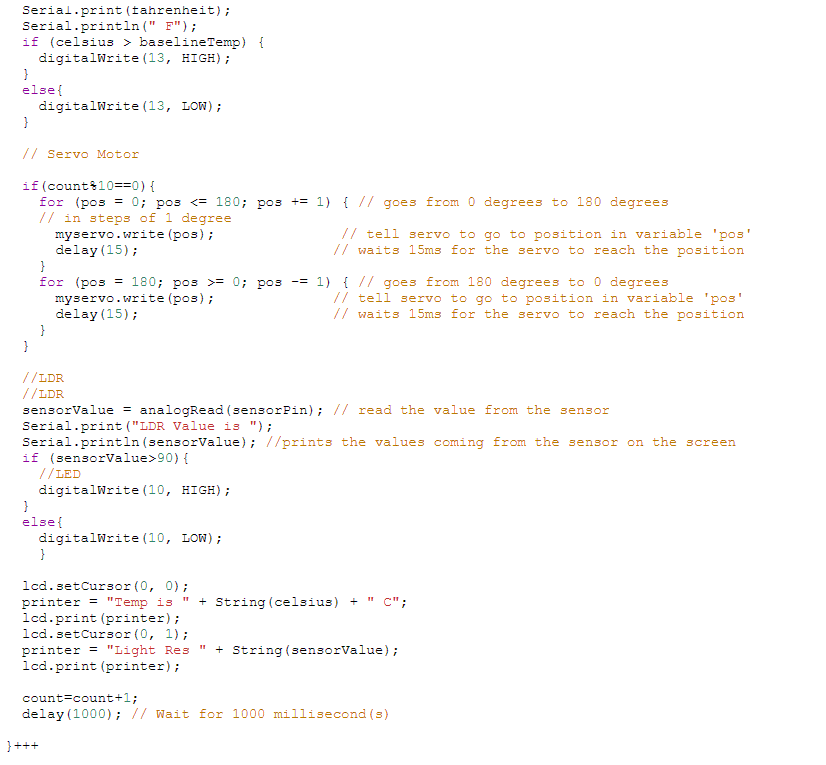 Serial.print(fahrenheit);
Serial.println(" F");
if (celsius > baselineTemp) {
digitalWrite(13, HIGH);
}
else{
digitalWrite(13, LOW);
}
// Servo Motor
if(count%10==0){
for (pos = 0; pos <= 180; pos += 1) { // goes from 0 degrees to 180 degrees
// in steps of 1 degree
myservo.write(pos); // tell servo to go to position in variable 'pos'
delay(15); // waits 15ms for the servo to reach the position
}
for (pos = 180; pos >= 0; pos -= 1) { // goes from 180 degrees to 0 degrees
myservo.write(pos); // tell servo to go to position in variable 'pos'
delay(15); // waits 15ms for the servo to reach the position
}
}
//LDR
//LDR
sensorValue = analogRead(sensorPin); // read the value from the sensor
Serial.print("LDR Value is ");
Serial.println(sensorValue); //prints the values coming from the sensor on the screen
if (sensorValue>90){
//LED
digitalWrite(10, HIGH);
}
else{
digitalWrite(10, LOW);
}
lcd.setCursor(0, 0);
printer = "Temp is " + String(celsius) + " C";
lcd.print(printer);
lcd.setCursor(0, 1);
printer = "Light Res " + String(sensorValue);
lcd.print(printer);
count=count+1;
delay(1000); // Wait for 1000 millisecond(s)
}+++